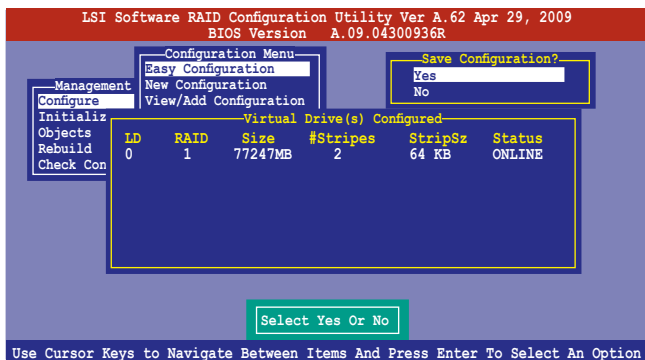 LSI Software RAID Configuration Utility Ver A.62 Apr 29, 2009
BIOS Version A.09.04300936R
Configuration Menu
Easy Configuration
New Configuration
View/Add Configuration
Save Configuration?
Yes
No
Management
Configure
Initializ
Objects
Rebuild
Check Con
Virtual Drive(s) Configured
LD RAID Size #Stripes StripSz Status
0 1 77247MB 2 64 KB ONLINE
Select Yes Or No
Use Cursor Keys to Navigate Between Items And Press Enter To Select An Option